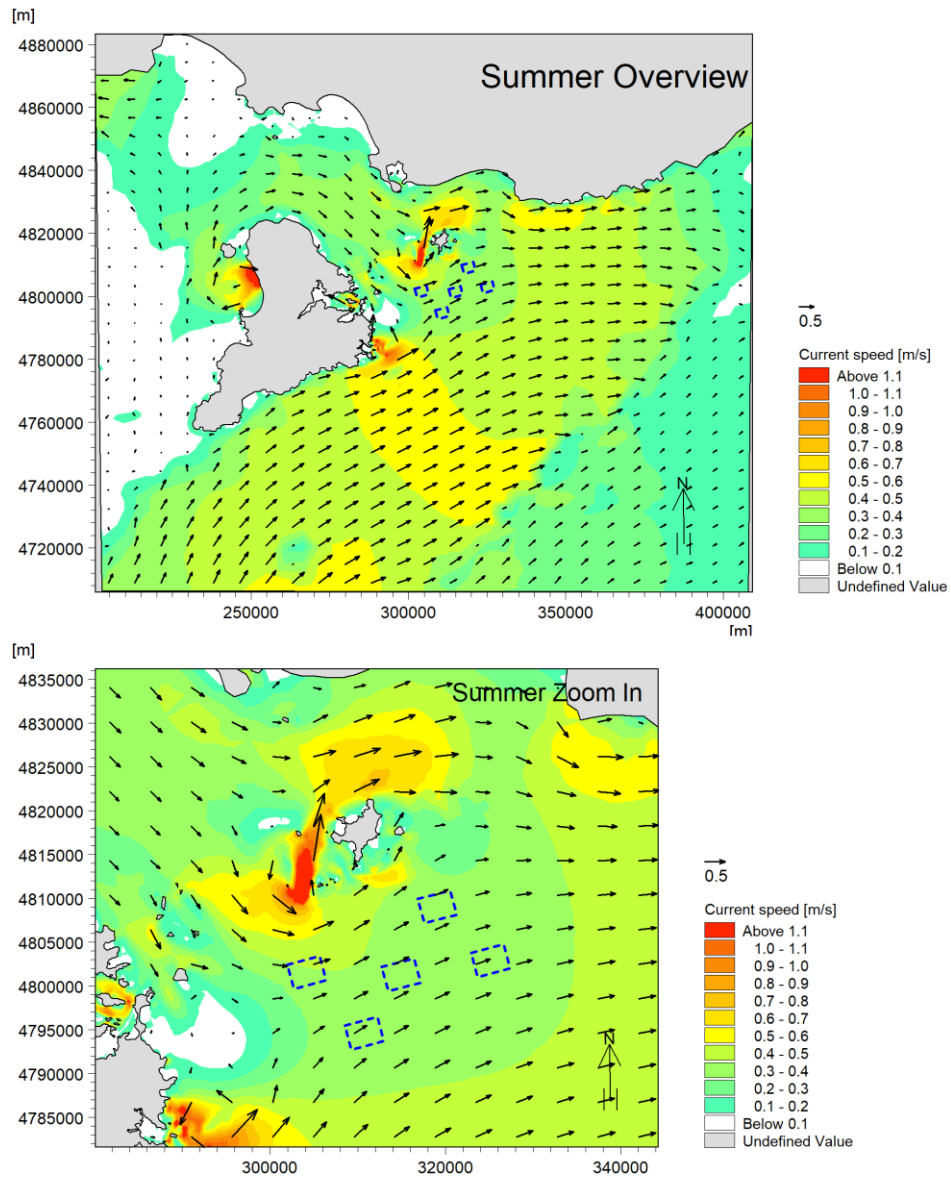 [m]
4880000
Summer Overview
4860000
4840000
4820000
4800000
4780000
4760000
4740000
4720000
N
250000 300000 350000 400000
[m]
0.5
Current speed [m/s]
Above 1.1
1.0 - 1.1
0.9 - 1.0
0.8 - 0.9
0.7 - 0.8
0.6 - 0.7
0.5 - 0.6
0.4 - 0.5
0.3 - 0.4
0.2 - 0.3
0.1 - 0.2
Below 0.1
Undefined Value
[m]
4835000
Summer Zoom In
4830000
4825000
4820000
4815000
4810000
4805000
4800000
4795000
4790000
4785000
N
300000 320000 340000
0.5
Current speed [m/s]
Above 1.1
1.0 - 1.1
0.9 - 1.0
0.8 - 0.9
0.7 - 0.8
0.6 - 0.7
0.5 - 0.6
0.4 - 0.5
0.3 - 0.4
0.2 - 0.3
0.1 - 0.2
Below 0.1
Undefined Value